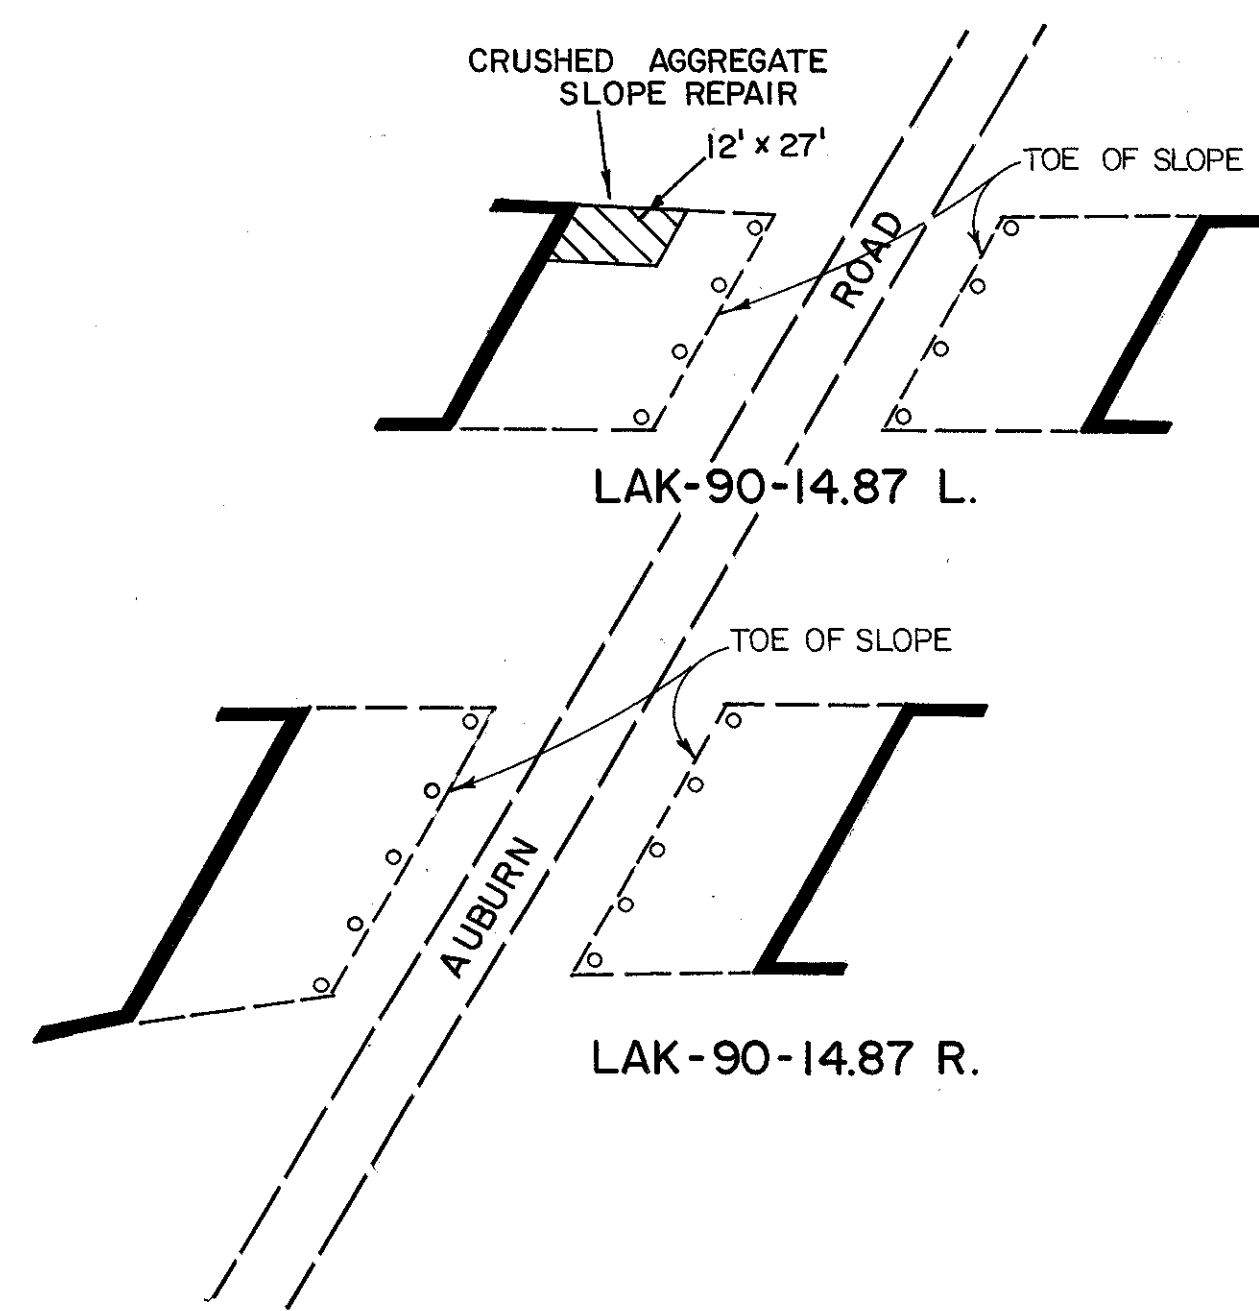 CRUSHED AGGREGATE
SLOPE REPAIR
12' x 27'
TOE OF SLOPE
ROAD
LAK-90-14.87 L.
TOE OF SLOPE
AUBURN
LAK-90-14.87 R.